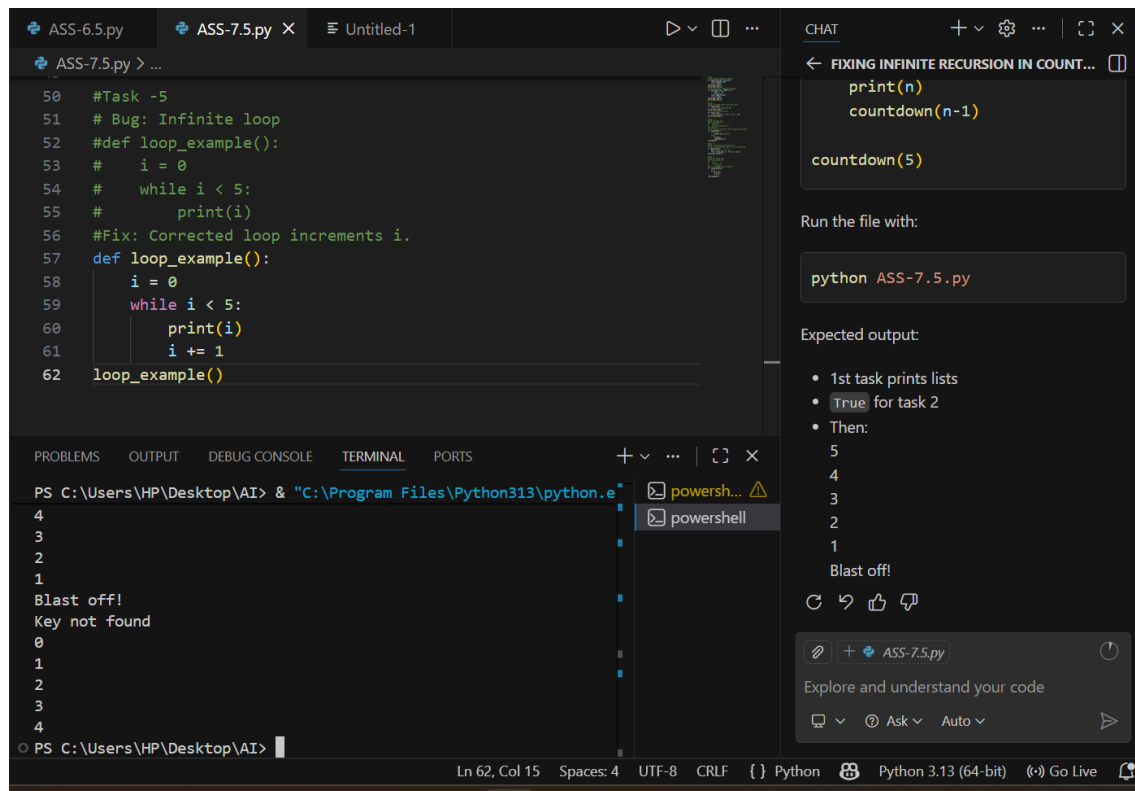 ASS-6.5.py
ASS-7.5.py
Untitled-1
ASS-7.5.py > ...
50 #Task -5
51 # Bug: Infinite loop
52 #def loop_example():
53 #    i = 0
54 #    while i < 5:
55 #        print(i)
56 #Fix: Corrected loop increments i.
57 def loop_example():
58     i = 0
59     while i < 5:
60         print(i)
61         i += 1
62 loop_example()
PROBLEMS OUTPUT DEBUG CONSOLE TERMINAL PORTS
PS C:\Users\HP\Desktop\AI> & "C:\Program Files\Python313\python.e
4
3
2
1
Blast off!
Key not found
0
1
2
3
4
PS C:\Users\HP\Desktop\AI>
powersh...
powershell
CHAT
FIXING INFINITE RECURSION IN COUNT...
print(n)
countdown(n-1)
countdown(5)
Run the file with:
python ASS-7.5.py
Expected output:
• 1st task prints lists
• True for task 2
• Then:
5
4
3
2
1
Blast off!
+ ASS-7.5.py
Explore and understand your code
Ask Auto
Ln 62, Col 15 Spaces: 4 UTF-8 CRLF { } Python Python 3.13 (64-bit) Go Live